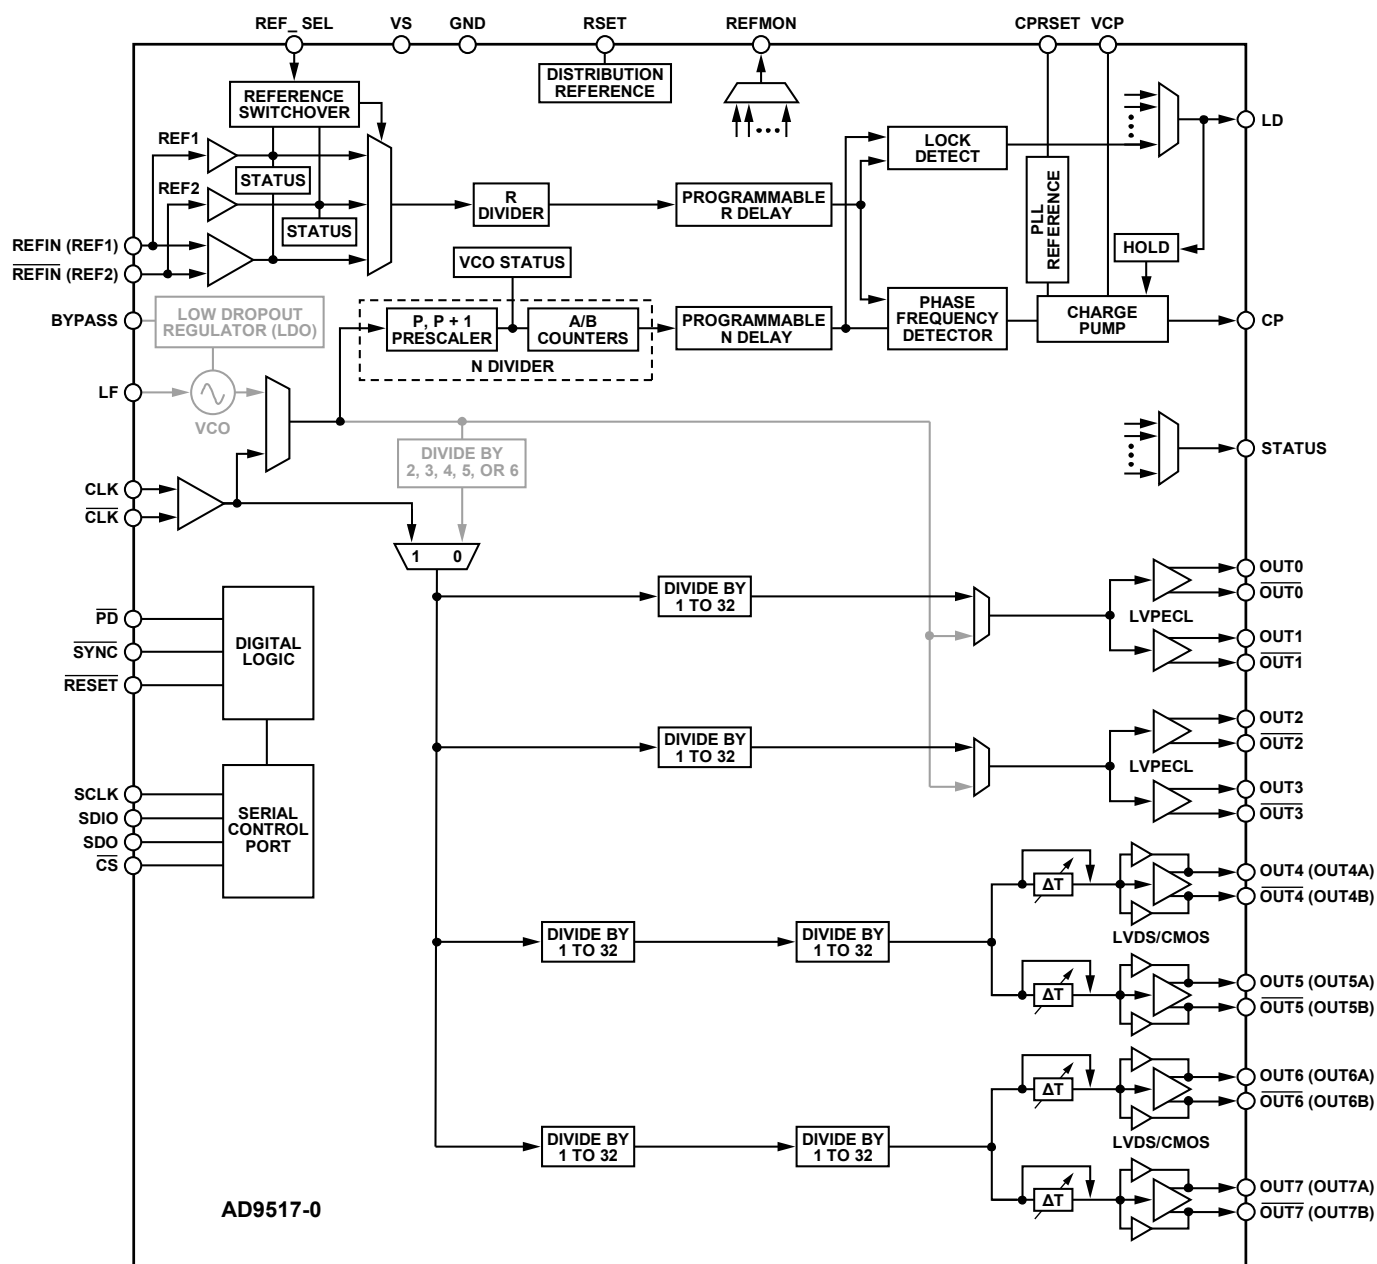 REF_ SEL
VS
GND
RSET
REFMON
CPRSET
VCP
REFERENCE
SWITCHOVER
DISTRIBUTION
REFERENCE
REF1
STATUS
REF2
STATUS
R
DIVIDER
PROGRAMMABLE
R DELAY
LOCK
DETECT
PLL
REFERENCE
HOLD
LD
REFIN (REF1)
REFIN (REF2)
BYPASS
LF
LOW DROPOUT
REGULATOR (LDO)
VCO
VCO STATUS
P, P + 1
PRESCALER
A/B
COUNTERS
N DIVIDER
PROGRAMMABLE
N DELAY
PHASE
FREQUENCY
DETECTOR
CHARGE
PUMP
CP
DIVIDE BY
2, 3, 4, 5, OR 6
STATUS
CLK
CLK
1 0
PD
SYNC
RESET
DIGITAL
LOGIC
SCLK
SDIO
SDO
CS
SERIAL
CONTROL
PORT
DIVIDE BY
1 TO 32
LVPECL
OUT0
OUT0
OUT1
OUT1
DIVIDE BY
1 TO 32
LVPECL
OUT2
OUT2
OUT3
OUT3
DIVIDE BY
1 TO 32
DIVIDE BY
1 TO 32
ΔT
ΔT
LVDS/CMOS
OUT4 (OUT4A)
OUT4 (OUT4B)
OUT5 (OUT5A)
OUT5 (OUT5B)
DIVIDE BY
1 TO 32
DIVIDE BY
1 TO 32
ΔT
ΔT
LVDS/CMOS
OUT6 (OUT6A)
OUT6 (OUT6B)
OUT7 (OUT7A)
OUT7 (OUT7B)
AD9517-0